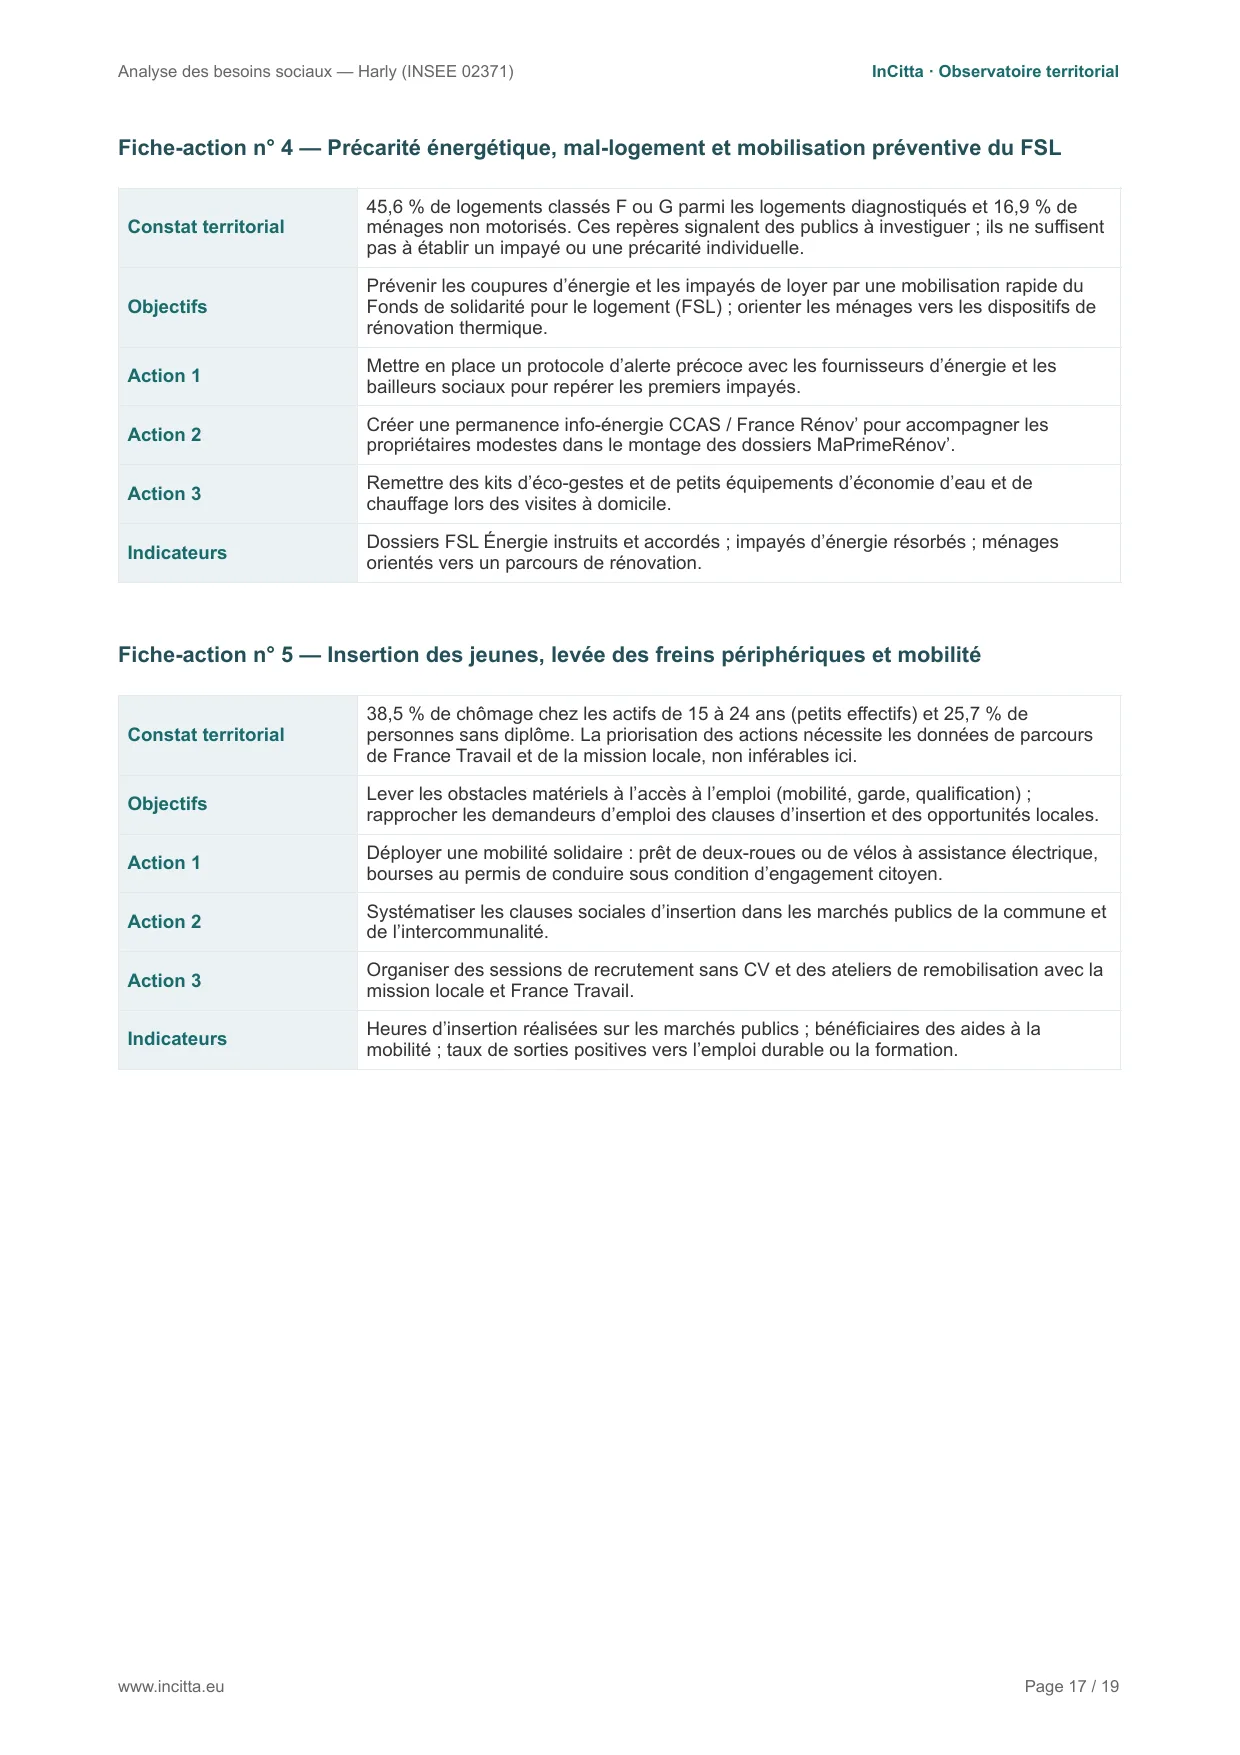 Analyse des besoins sociaux — Harly (INSEE 02371)
InCitta · Observatoire territorial
Fiche-action n° 4 — Précarité énergétique, mal-logement et mobilisation préventive du FSL
Constat territorial
45,6 % de logements classés F ou G parmi les logements diagnostiqués et 16,9 % de
ménages non motorisés. Ces repères signalent des publics à investiguer ; ils ne suffisent
pas à établir un impayé ou une précarité individuelle.
Objectifs
Prévenir les coupures d’énergie et les impayés de loyer par une mobilisation rapide du
Fonds de solidarité pour le logement (FSL) ; orienter les ménages vers les dispositifs de
rénovation thermique.
Action 1
Mettre en place un protocole d’alerte précoce avec les fournisseurs d’énergie et les
bailleurs sociaux pour repérer les premiers impayés.
Action 2
Créer une permanence info-énergie CCAS / France Rénov’ pour accompagner les
propriétaires modestes dans le montage des dossiers MaPrimeRénov’.
Action 3
Remettre des kits d’éco-gestes et de petits équipements d’économie d’eau et de
chauffage lors des visites à domicile.
Indicateurs
Dossiers FSL Énergie instruits et accordés ; impayés d’énergie résorbés ; ménages
orientés vers un parcours de rénovation.
Fiche-action n° 5 — Insertion des jeunes, levée des freins périphériques et mobilité
Constat territorial
38,5 % de chômage chez les actifs de 15 à 24 ans (petits effectifs) et 25,7 % de
personnes sans diplôme. La priorisation des actions nécessite les données de parcours
de France Travail et de la mission locale, non inférables ici.
Objectifs
Lever les obstacles matériels à l’accès à l’emploi (mobilité, garde, qualification) ;
rapprocher les demandeurs d’emploi des clauses d’insertion et des opportunités locales.
Action 1
Déployer une mobilité solidaire : prêt de deux-roues ou de vélos à assistance électrique,
bourses au permis de conduire sous condition d’engagement citoyen.
Action 2
Systématiser les clauses sociales d’insertion dans les marchés publics de la commune et
de l’intercommunalité.
Action 3
Organiser des sessions de recrutement sans CV et des ateliers de remobilisation avec la
mission locale et France Travail.
Indicateurs
Heures d’insertion réalisées sur les marchés publics ; bénéficiaires des aides à la
mobilité ; taux de sorties positives vers l’emploi durable ou la formation.
www.incitta.eu
Page 17 / 19